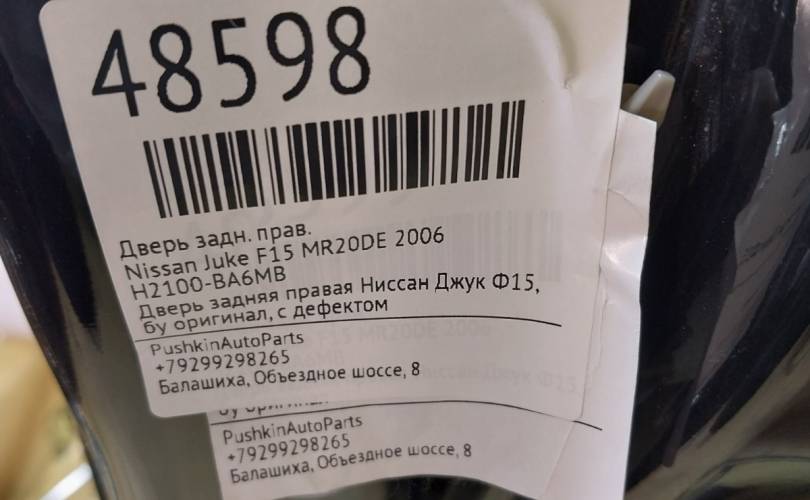 48598
Дверь задн. прав.
Nissan Juke F15 MR20DE 2006
H2100-BA6MB
Дверь задняя правая Ниссан Джук Ф15,
бу оригинал, с дефектом
PushkinAutoParts
+79299298265
Балашиха, Объездное шоссе, 8
PushkinAutoParts
+79299298265
Балашиха, Объездное шоссе, 8